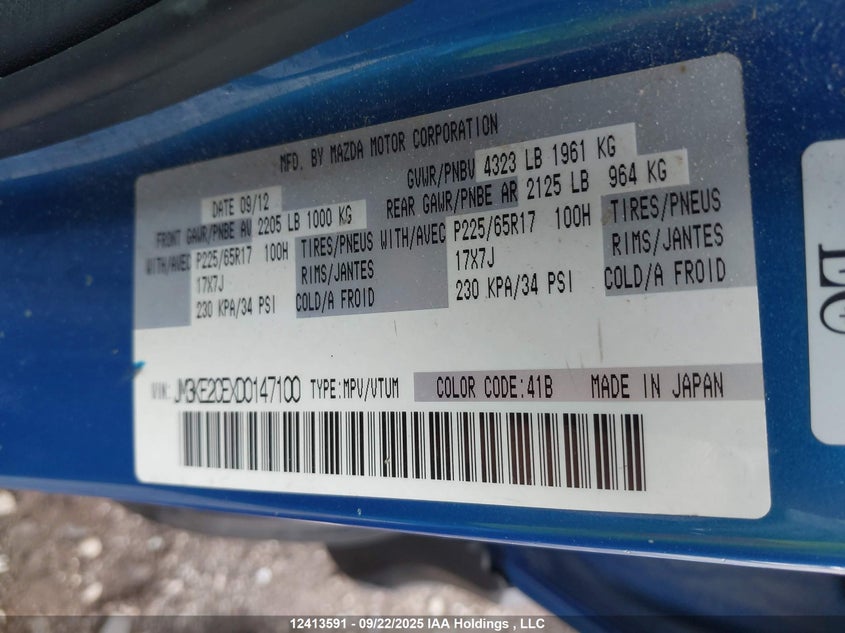 MFD. BY MAZDA MOTOR CORPORATION
DATE 09/12 GVWR/PNBV 4323 LB 1961 KG
FRONT GAWR/PNBE AV 2205 LB 1000 KG REAR GAWR/PNBE AR 2125 LB 964 KG
WITH/AVEC P225/65R17 100H TIRES/PNEUS WITH/AVEC P225/65R17 100H TIRES/PNEUS
17X7J RIMS/JANTES 17X7J RIMS/JANTES
230 KPA/34 PSI COLD/A FROID 230 KPA/34 PSI COLD/A FROID
VIN: JM3KE2CEXD0147100 TYPE:MPV/VTUM COLOR CODE:41B MADE IN JAPAN
12413591 - 09/22/2025 IAA Holdings , LLC